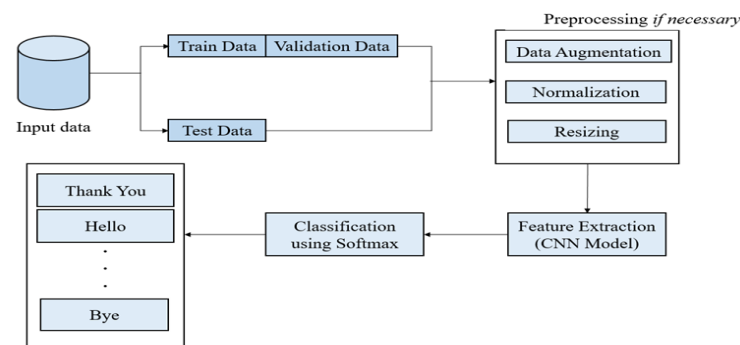 Preprocessing if necessary
Train Data
Validation Data
Data Augmentation
Normalization
Resizing
Input data
Test Data
Thank You
Hello
.
.
.
Bye
Classification
using Softmax
Feature Extraction
(CNN Model)